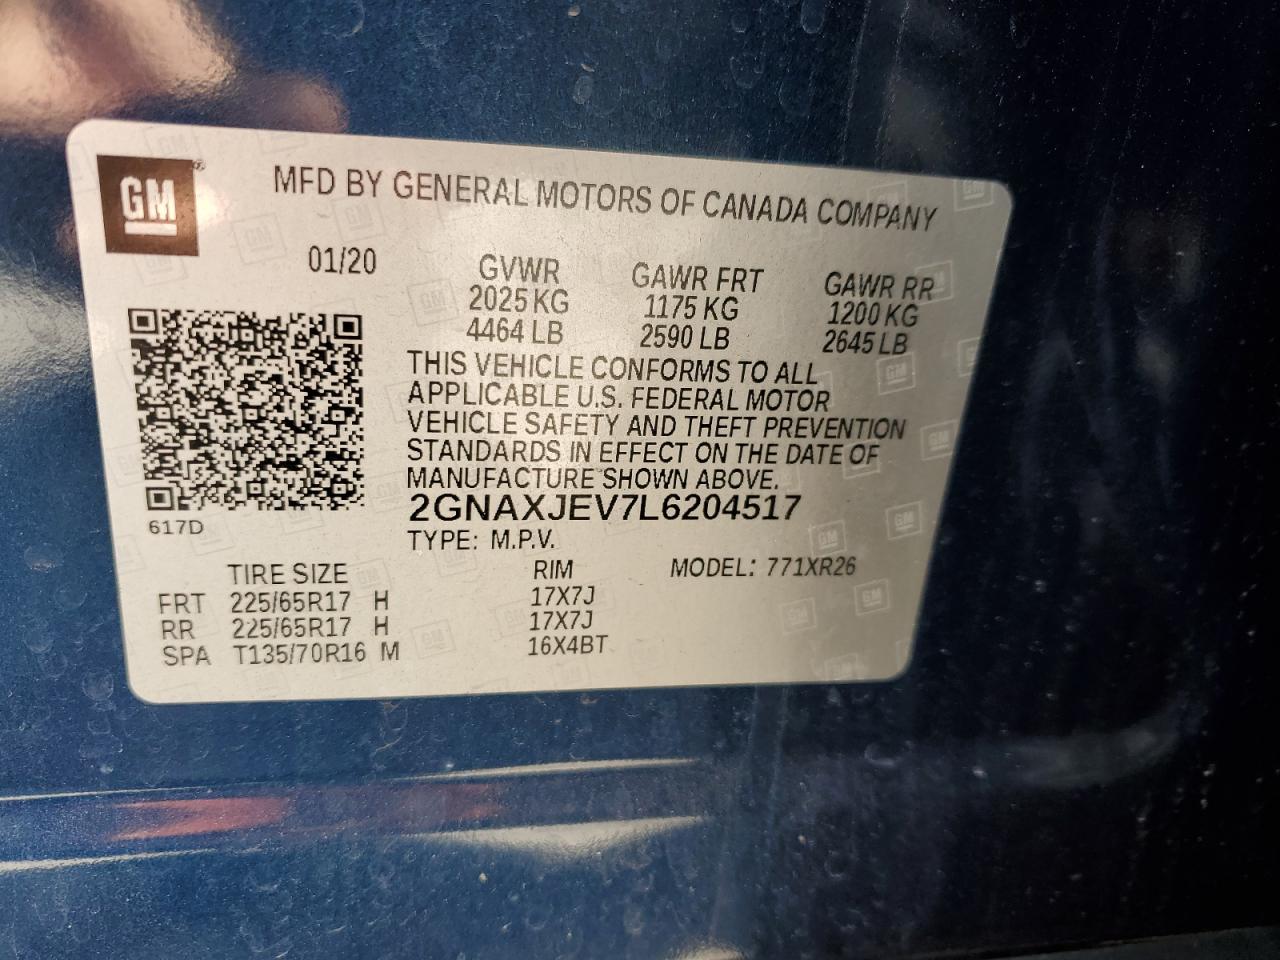 GM
MFD BY GENERAL MOTORS OF CANADA COMPANY
01/20
GVWR GAWR FRT GAWR RR
2025 KG 1175 KG 1200 KG
4464 LB 2590 LB 2645 LB
THIS VEHICLE CONFORMS TO ALL
APPLICABLE U.S. FEDERAL MOTOR
VEHICLE SAFETY AND THEFT PREVENTION
STANDARDS IN EFFECT ON THE DATE OF
MANUFACTURE SHOWN ABOVE.
2GNAXJEV7L6204517
617D
TYPE: M.P.V.
TIRE SIZE RIM MODEL: 771XR26
FRT 225/65R17 H 17X7J
RR 225/65R17 H 17X7J
SPA T135/70R16 M 16X4BT